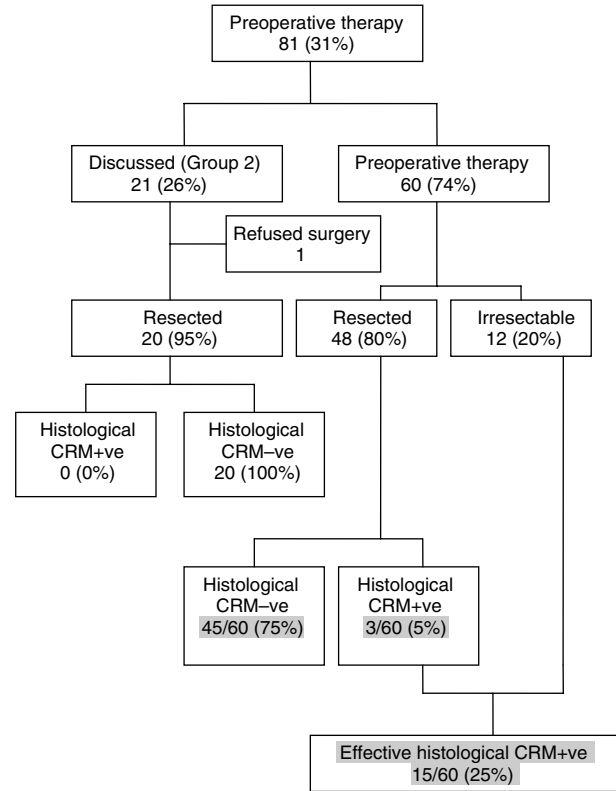 Preoperative therapy
81 (31%)
Discussed (Group 2)
21 (26%)
Preoperative therapy
60 (74%)
Refused surgery
1
Resected
20 (95%)
Resected
48 (80%)
Irresectable
12 (20%)
Histological
CRM+ve
0 (0%)
Histological
CRM–ve
20 (100%)
Histological
CRM–ve
45/60 (75%)
Histological
CRM+ve
3/60 (5%)
Effective histological CRM+ve
15/60 (25%)